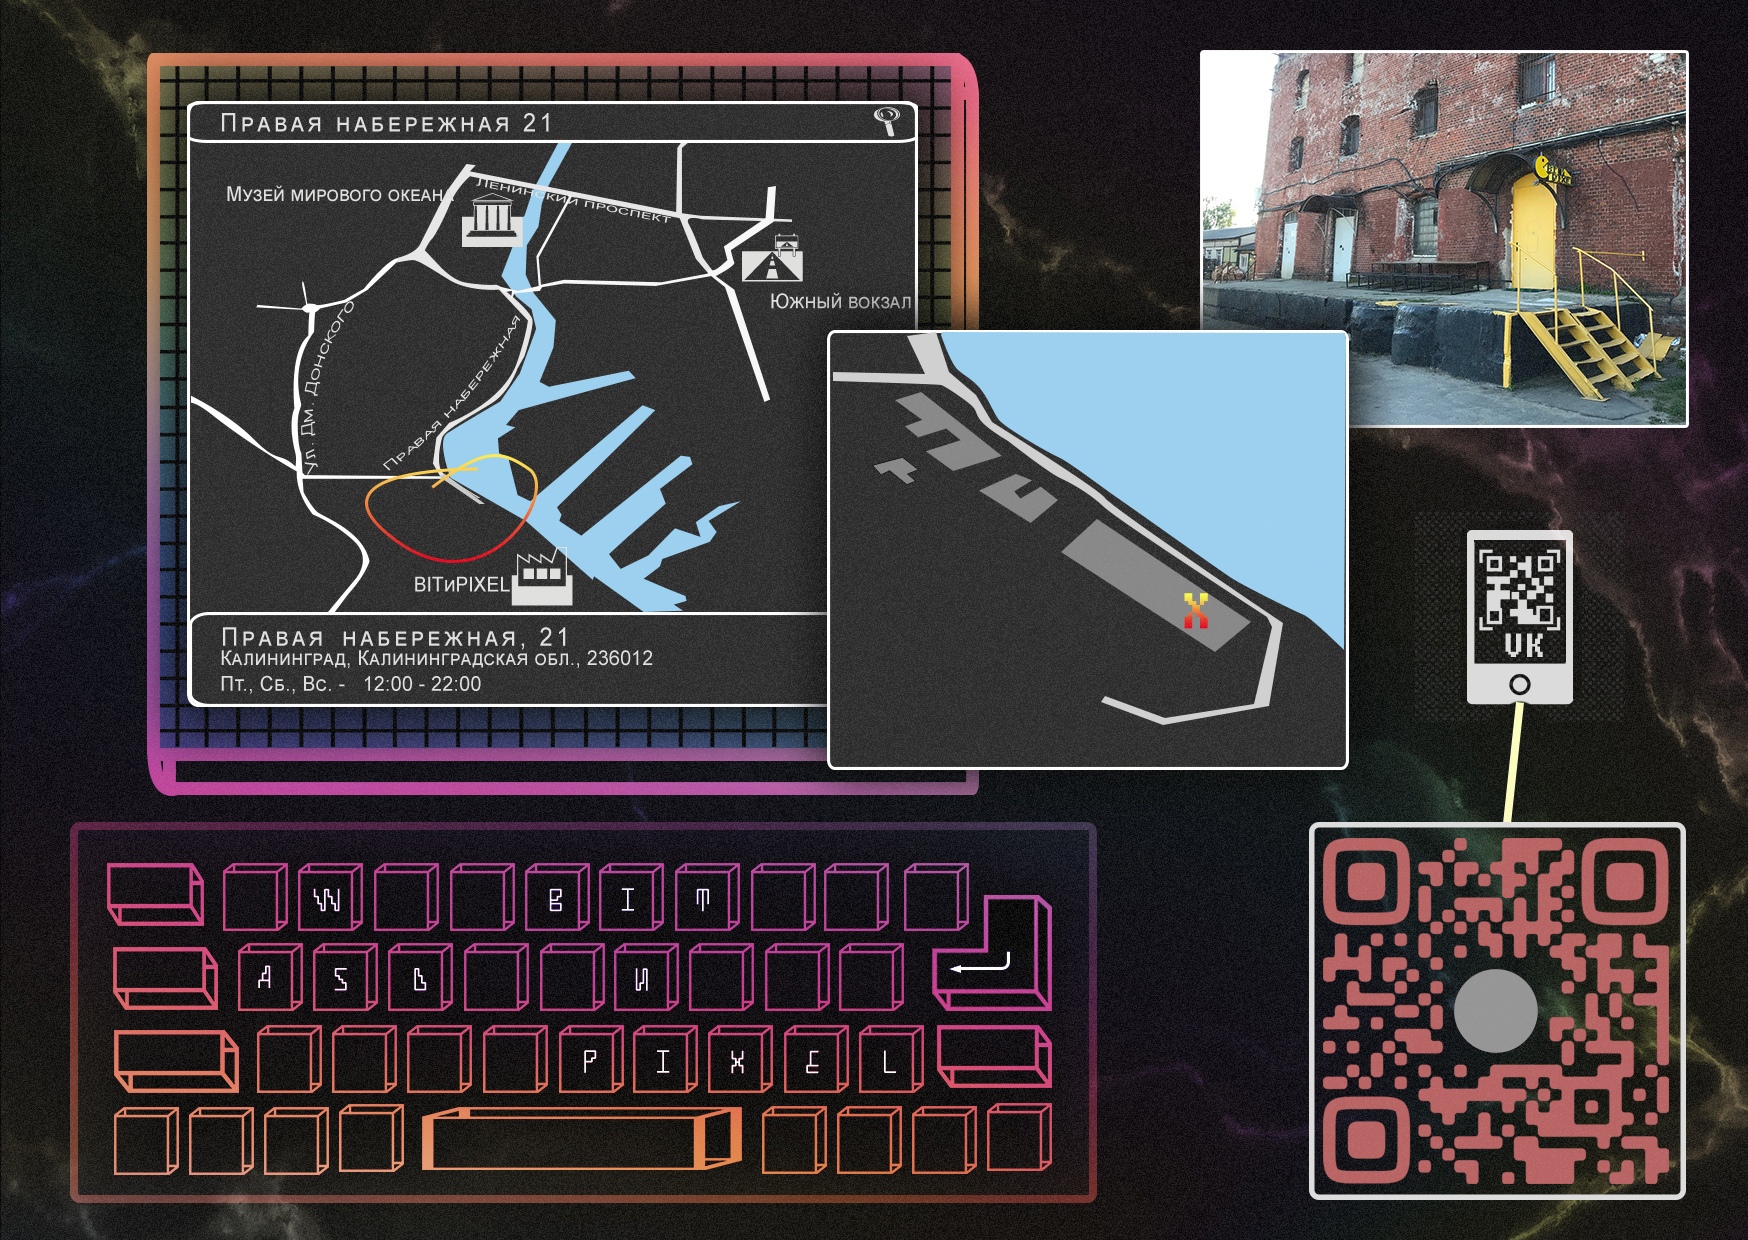 Правая набережная 21
Музей мирового океана
Ленинский проспект
Южный вокзал
Ул. Дм. Донского
Правая набережная
BITиPIXEL
Правая набережная, 21
Калининград, Калининградская обл., 236012
Пт., Сб., Вс. - 12:00 - 22:00
X
VK
W B I T
A S D И
P I X E L